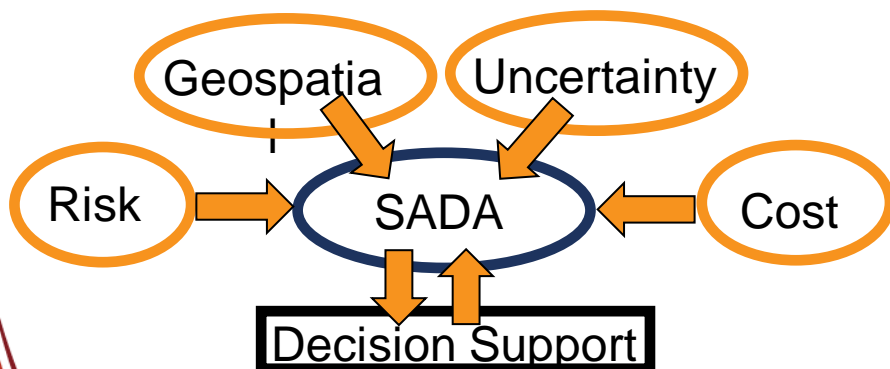 Geospatia
l
Uncertainty
Risk
SADA
Cost
Decision Support